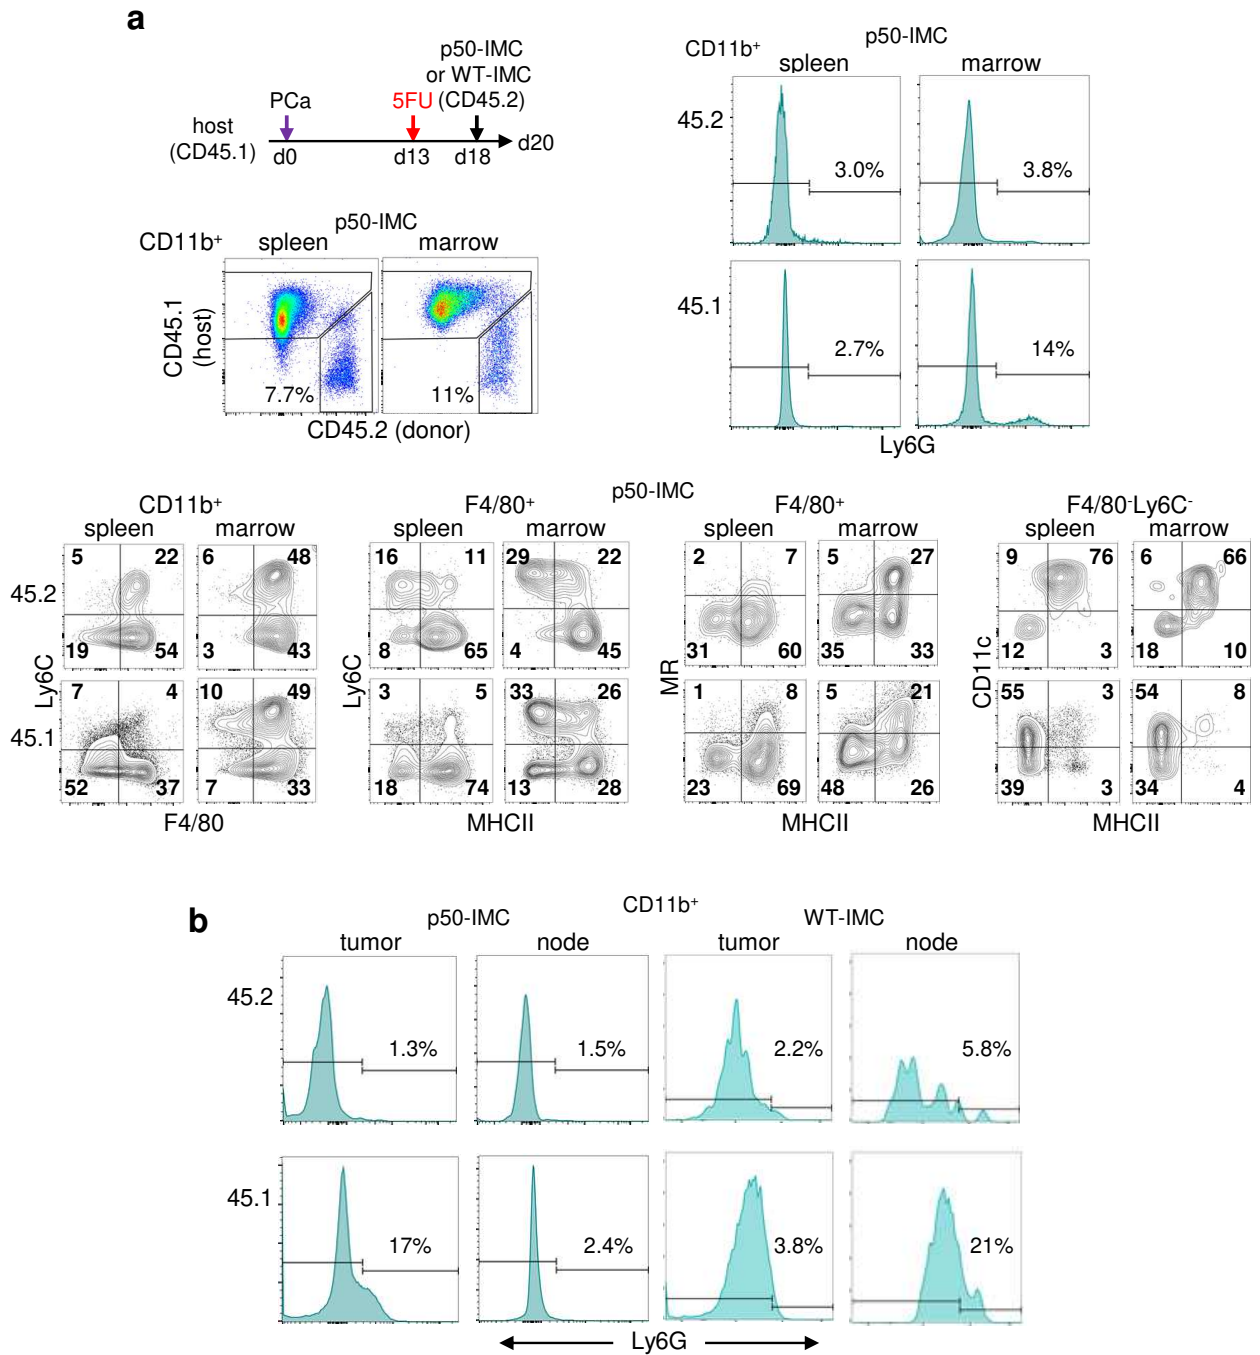 a
p50-IMC
or WT-IMC
PCa 5FU (CD45.2)
host
(CD45.1)
d0 d13 d18 d20
p50-IMC
CD11b+ spleen marrow
CD45.1
(host)
7.7% 11%
CD45.2 (donor)
p50-IMC
CD11b+ spleen marrow
45.2 3.0% 3.8%
45.1 2.7% 14%
Ly6G
p50-IMC
CD11b+ F4/80+ F4/80+ F4/80-Ly6C-
spleen marrow spleen marrow spleen marrow spleen marrow
5 22 6 48 16 11 29 22 2 7 5 27 9 76 6 66
45.2
19 54 3 43 8 65 4 45 31 60 35 33 12 3 18 10
Ly6C Ly6C MR CD11c
7 4 10 49 3 5 33 26 1 8 5 21 55 3 54 8
45.1
52 37 7 33 18 74 13 28 23 69 48 26 39 3 34 4
F4/80 MHCII MHCII MHCII
b
CD11b+
p50-IMC WT-IMC
tumor node tumor node
45.2 1.3% 1.5% 2.2% 5.8%
45.1 17% 2.4% 3.8% 21%
Ly6G